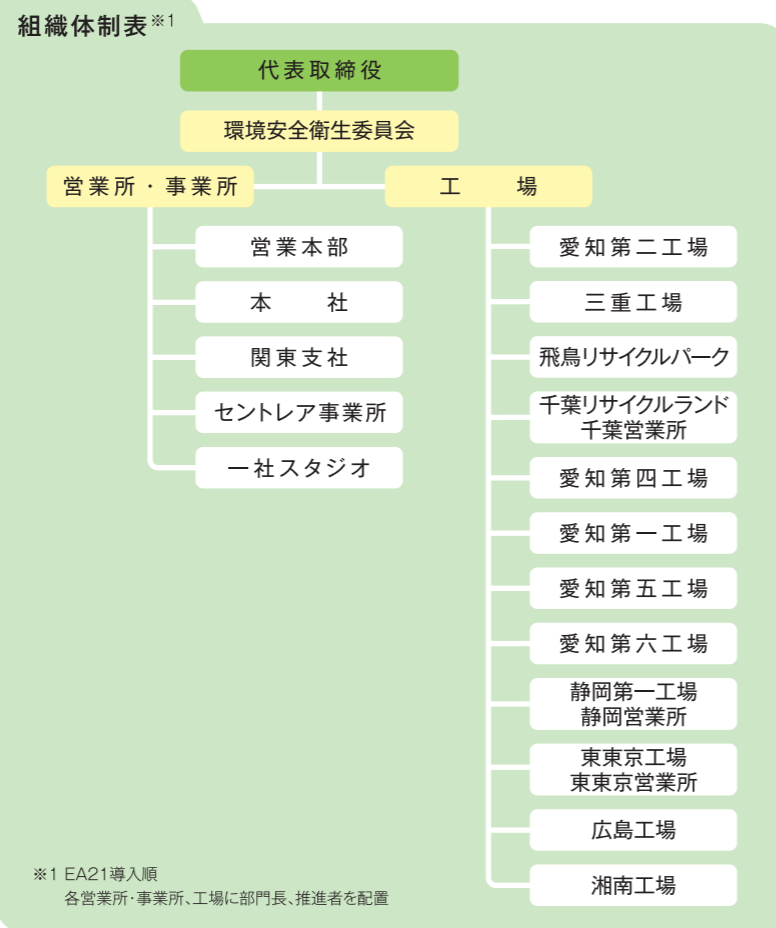 組織体制表※1
代表取締役
環境安全衛生委員会
営業所・事業所
工場
営業本部
本社
関東支社
セントレア事業所
一社スタジオ
愛知第二工場
三重工場
飛鳥リサイクルパーク
千葉リサイクルランド
千葉営業所
愛知第四工場
愛知第一工場
愛知第五工場
愛知第六工場
静岡第一工場
静岡営業所
東東京工場
東東京営業所
広島工場
湘南工場
※1 EA21導入順
各営業所・事業所、工場に部門長、推進者を配置